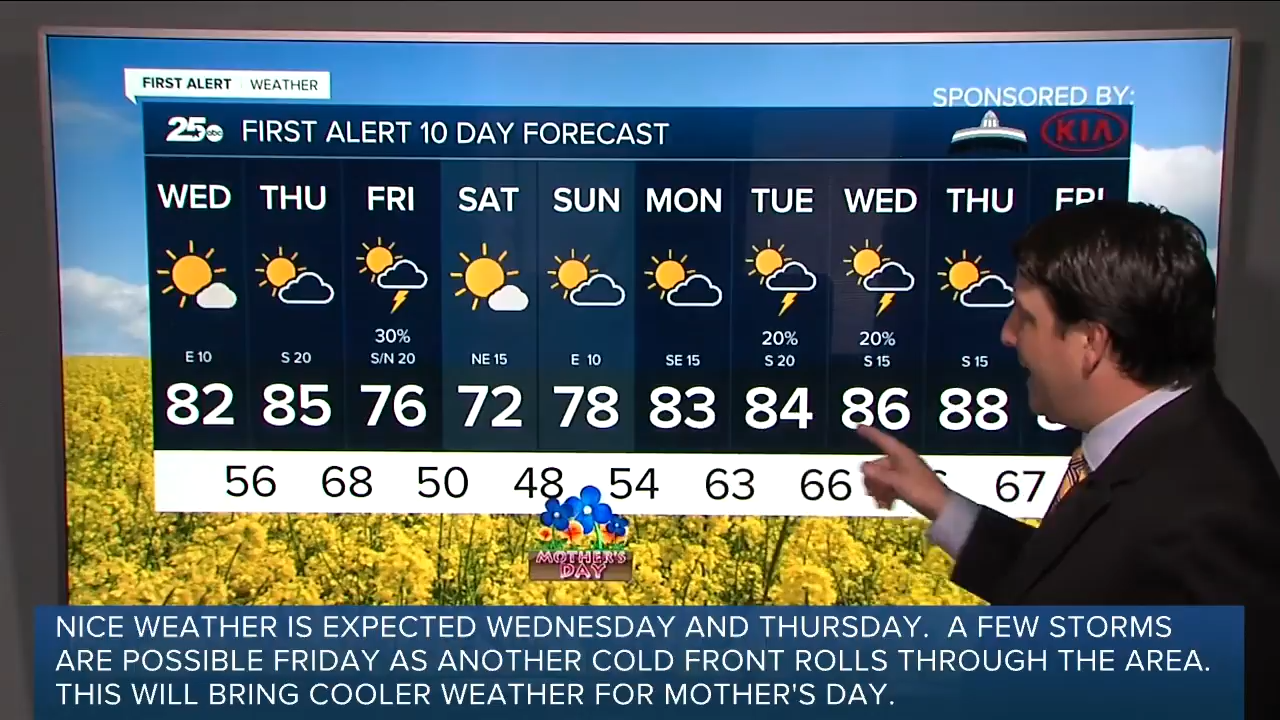 FIRST ALERT WEATHER
SPONSORED BY:
25 abc FIRST ALERT 10 DAY FORECAST KIA
WED THU FRI SAT SUN MON TUE WED THU FRI
30% 20% 20%
E 10 S 20 S/N 20 NE 15 E 10 SE 15 S 20 S 15 S 15
82 85 76 72 78 83 84 86 88
56 68 50 48 54 63 66 67
MOTHER'S
DAY
NICE WEATHER IS EXPECTED WEDNESDAY AND THURSDAY. A FEW STORMS
ARE POSSIBLE FRIDAY AS ANOTHER COLD FRONT ROLLS THROUGH THE AREA.
THIS WILL BRING COOLER WEATHER FOR MOTHER'S DAY.